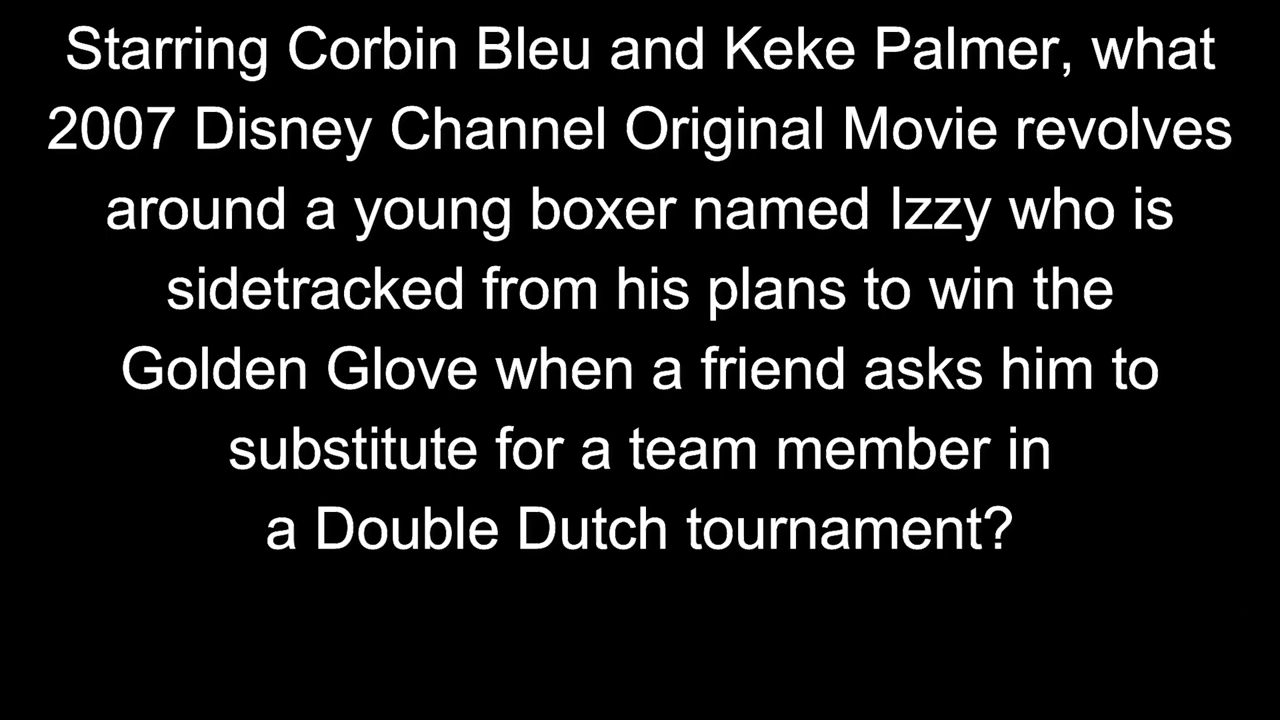 Starring Corbin Bleu and Keke Palmer, what
2007 Disney Channel Original Movie revolves
around a young boxer named Izzy who is
sidetracked from his plans to win the
Golden Glove when a friend asks him to
substitute for a team member in
a Double Dutch tournament?